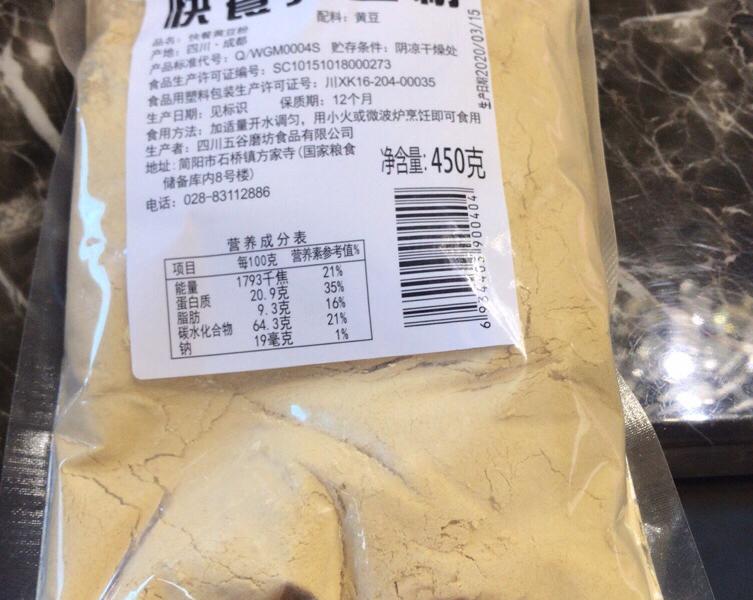 快餐黄豆粉
配料：黄豆
品名：快餐黄豆粉
产地：四川·成都
产品标准代号：Q/WGM0004S 贮存条件：阴凉干燥处
食品生产许可证编号：SC10151018000273
食品用塑料包装生产许可证号：川XK16-204-00035
生产日期：见标识 保质期：12个月
食用方法：加适量开水调匀，用小火或微波炉烹饪即可食用
生产者：四川五谷磨坊食品有限公司
地址：简阳市石桥镇方家寺(国家粮食
储备库内8号楼)
电话：028-83112886
生产日期2020/03/15
净含量：450克
营养成分表
项目 每100克 营养素参考值%
能量 1793千焦 21%
蛋白质 20.9克 35%
脂肪 9.3克 16%
碳水化合物 64.3克 21%
钠 19毫克 1%
6934463900404